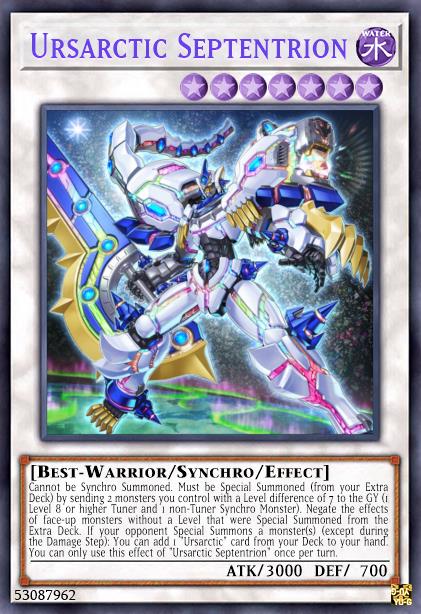 URSARCTIC SEPTENTRION
WATER
水
[BEST-WARRIOR/SYNCHRO/EFFECT]
Cannot be Synchro Summoned. Must be Special Summoned (from your Extra
Deck) by sending 2 monsters you control with a Level difference of 7 to the GY (1
Level 8 or higher Tuner and 1 non-Tuner Synchro Monster). Negate the effects
of face-up monsters without a Level that were Special Summoned from the
Extra Deck. If your opponent Special Summons a monster(s) (except during
the Damage Step): You can add 1 "Ursarctic" card from your Deck to your hand.
You can only use this effect of "Ursarctic Septentrion" once per turn.
ATK/3000 DEF/ 700
53087962